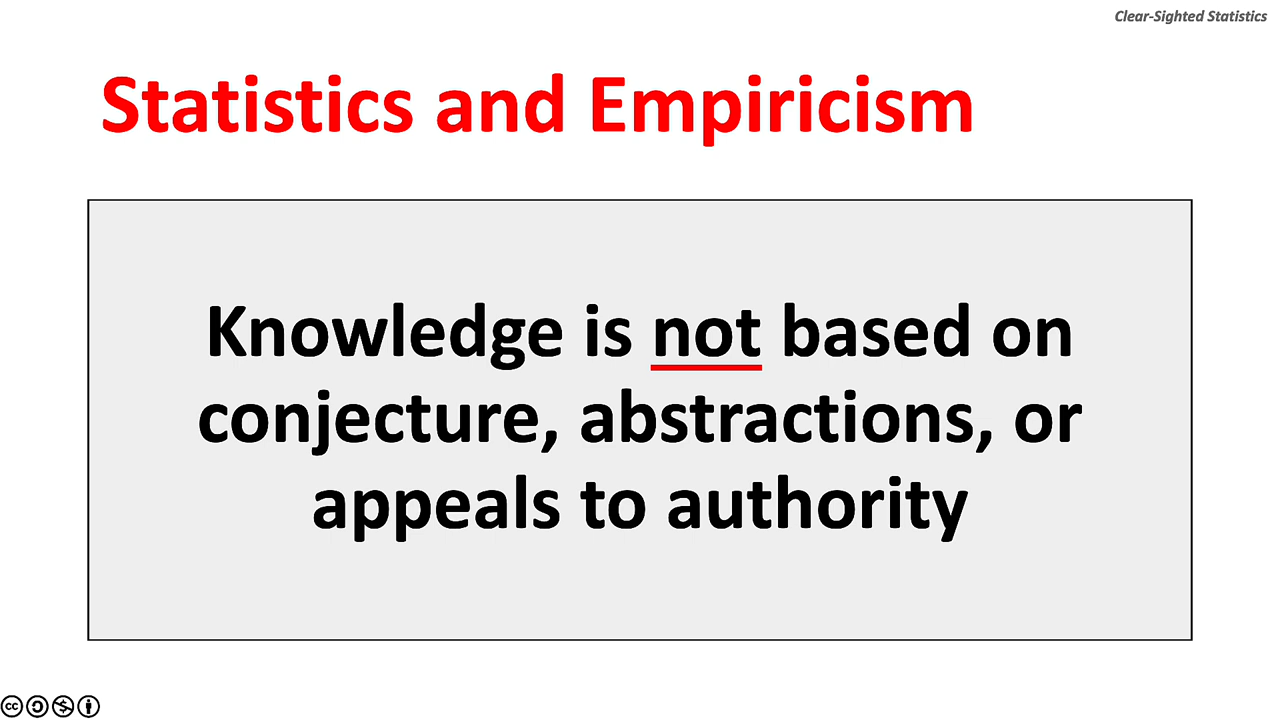 Clear-Sighted Statistics
Statistics and Empiricism
Knowledge is not based on
conjecture, abstractions, or
appeals to authority